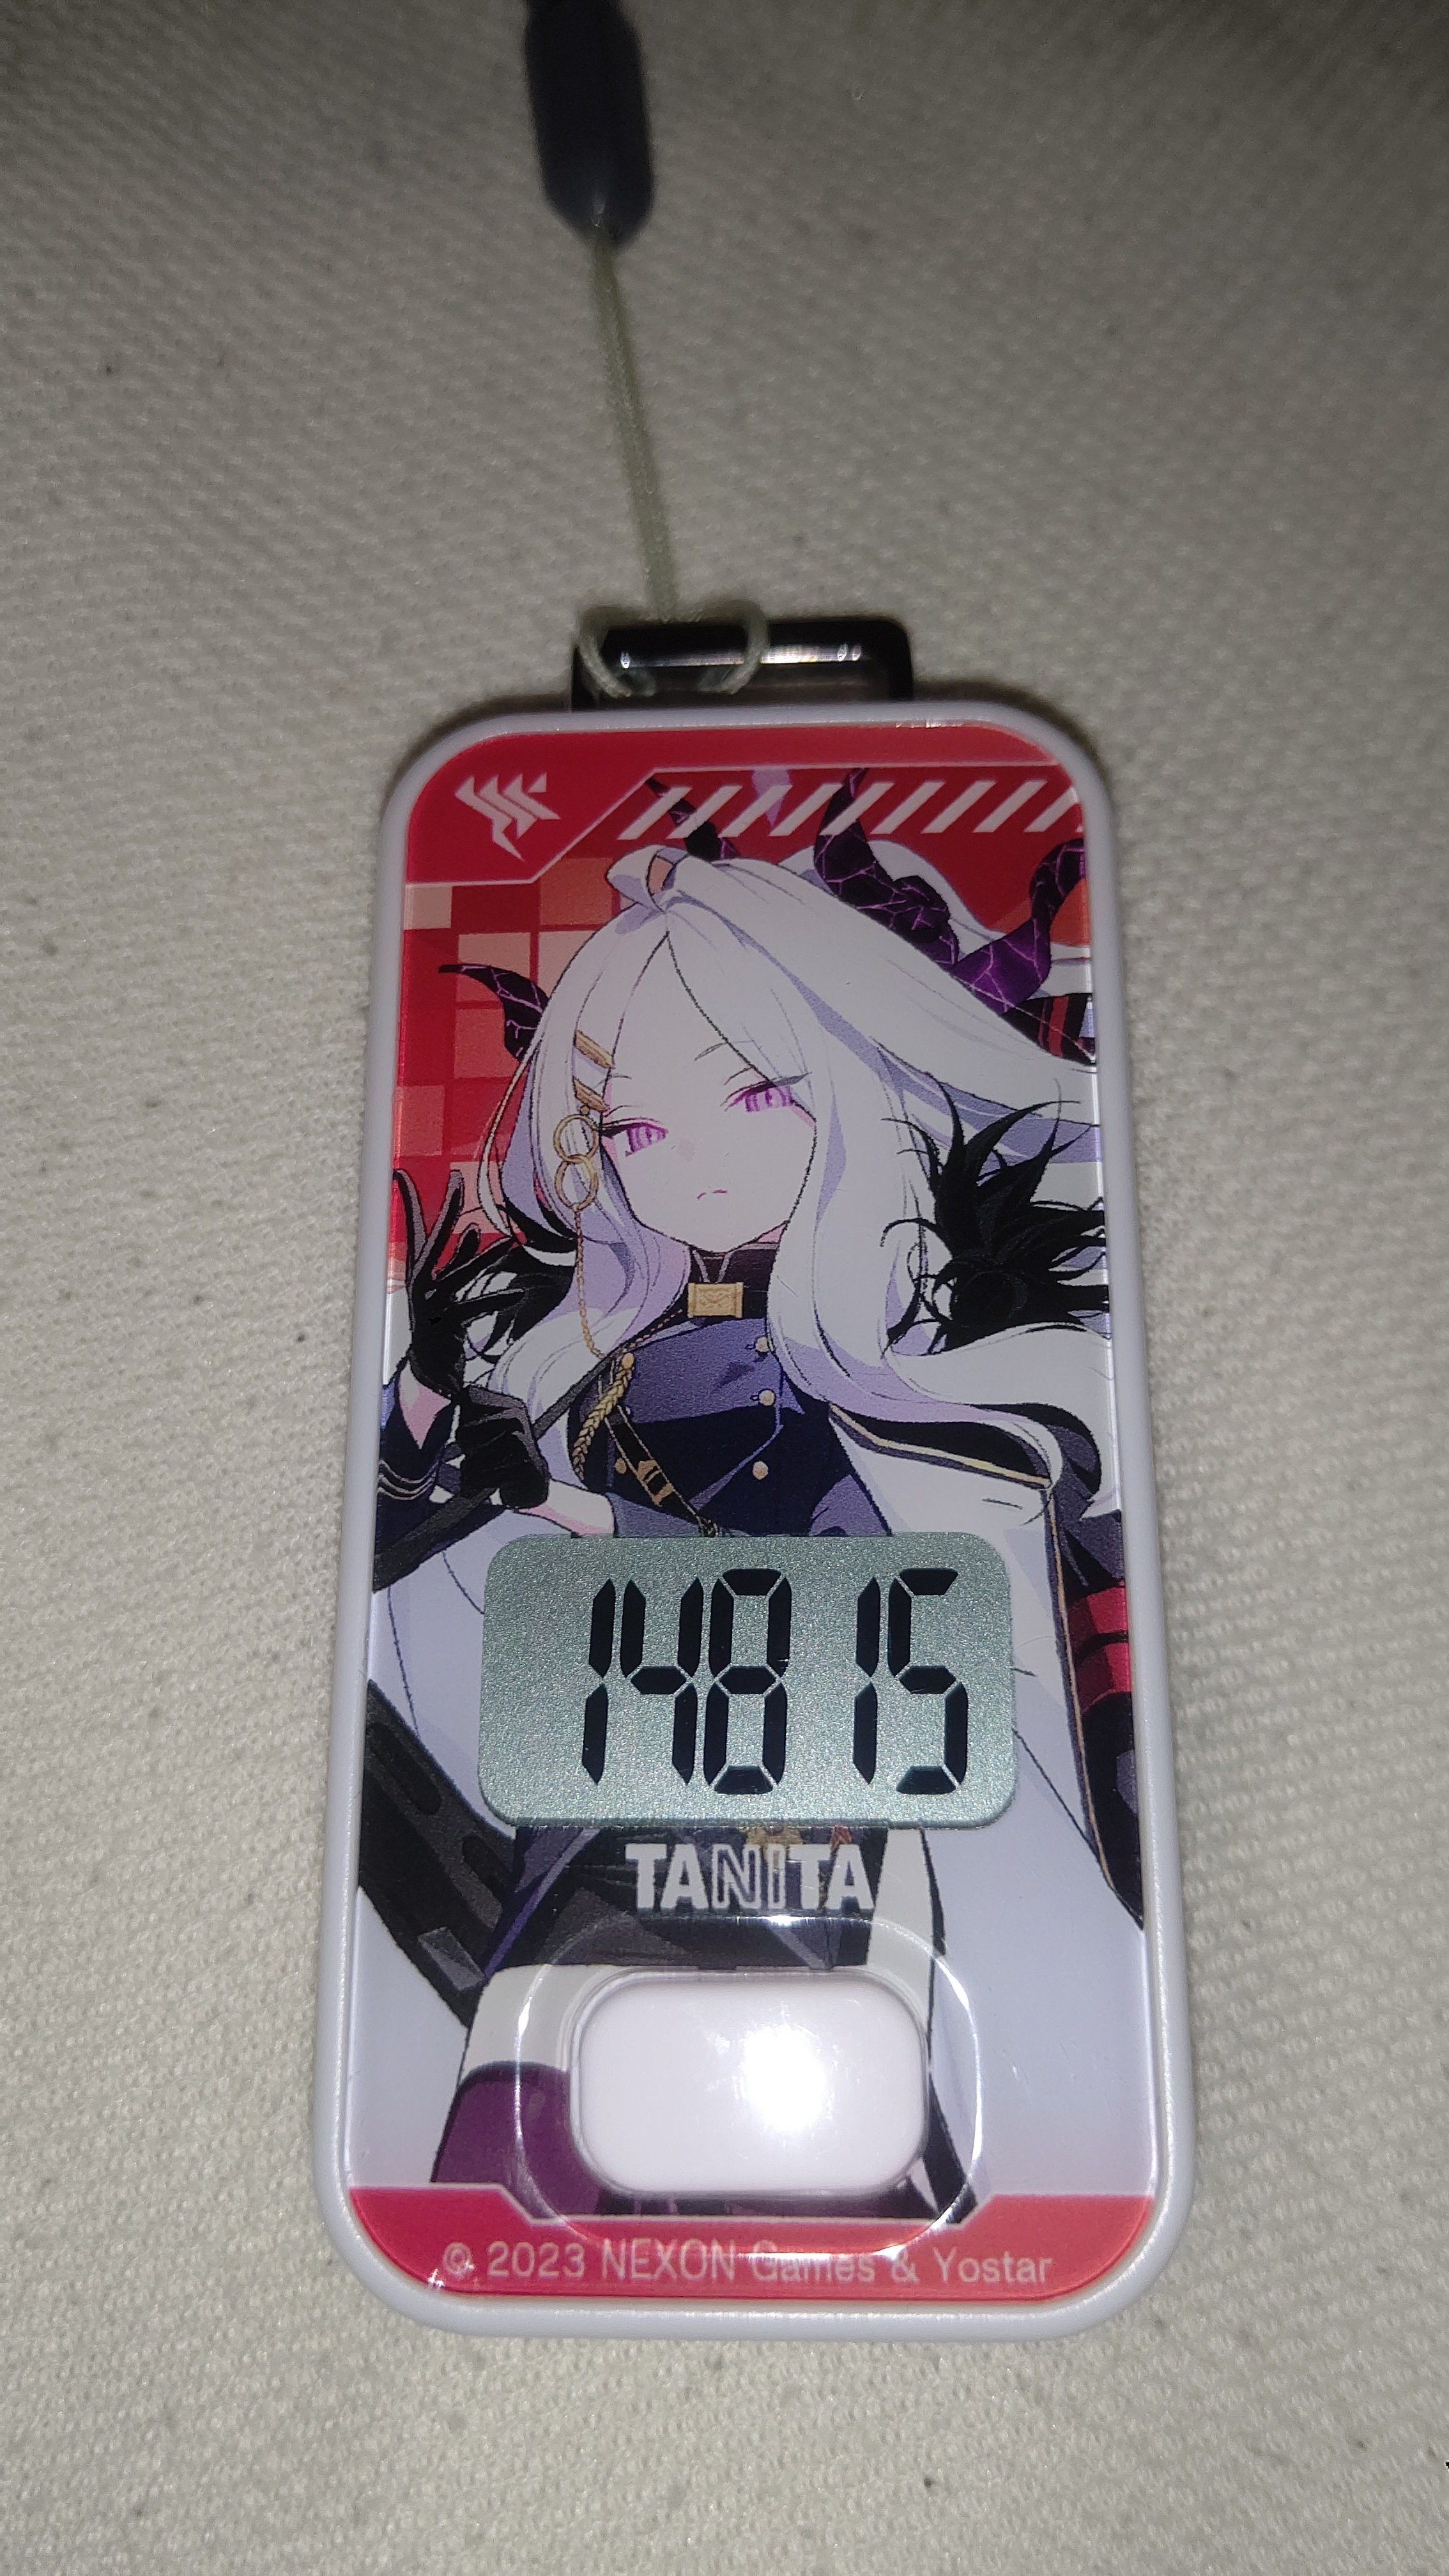 14815
TANITA
© 2023 NEXON Games & Yostar